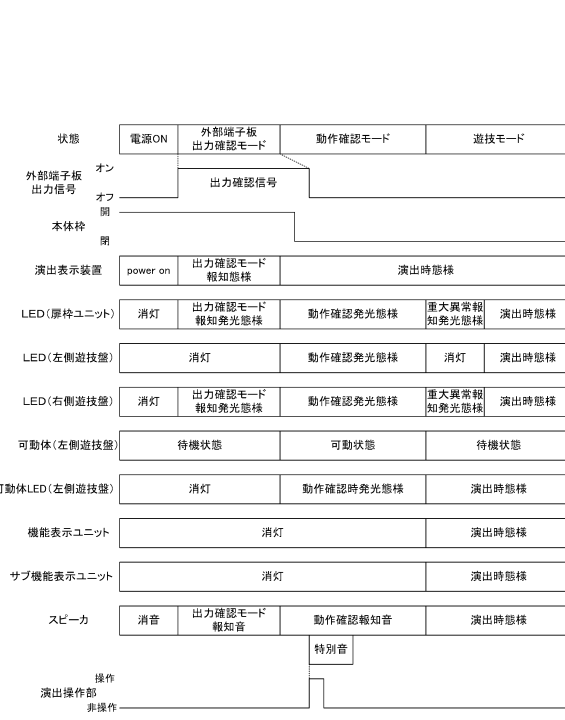 状態
電源ON
外部端子板
出力確認モード
動作確認モード
遊技モード
外部端子板
出力信号
オン
オフ
出力確認信号
本体枠
開
閉
演出表示装置
power on
出力確認モード
報知態様
演出時態様
LED(扉枠ユニット)
消灯
出力確認モード
報知発光態様
動作確認発光態様
重大異常報
知発光態様
演出時態様
LED(左側遊技盤)
消灯
動作確認発光態様
消灯
演出時態様
LED(右側遊技盤)
消灯
出力確認モード
報知発光態様
動作確認発光態様
重大異常報
知発光態様
演出時態様
可動体(左側遊技盤)
待機状態
可動状態
待機状態
可動体LED(左側遊技盤)
消灯
動作確認時発光態様
演出時態様
機能表示ユニット
消灯
演出時態様
サブ機能表示ユニット
消灯
演出時態様
スピーカ
消音
出力確認モード
報知音
動作確認報知音
演出時態様
特別音
演出操作部
操作
非操作